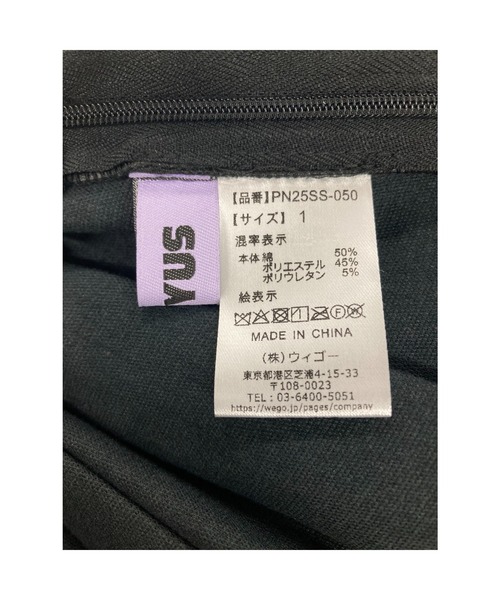 YUS
【品番】PN25SS-050
【サイズ】 1
混率表示
本体 綿 50%
ポリエステル 45%
ポリウレタン 5%
絵表示
MADE IN CHINA
(株) ウィゴー
東京都港区芝浦4-15-33
〒108-0023
TEL : 03-6400-5051
https://wego.jp/pages/company